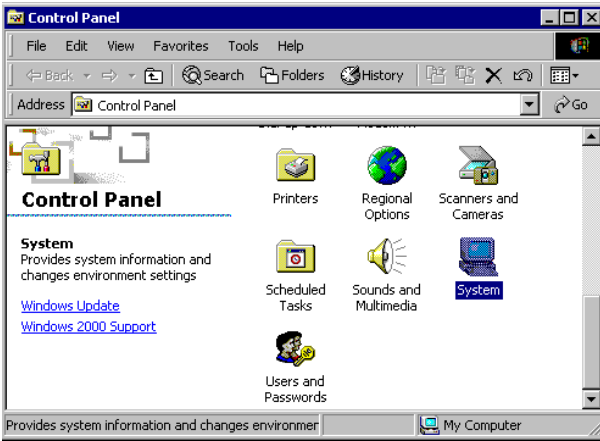 Control Panel
File Edit View Favorites Tools Help
Back Search Folders History
Address Control Panel Go
Control Panel
System
Provides system information and
changes environment settings
Windows Update
Windows 2000 Support
Printers
Regional
Options
Scanners and
Cameras
Scheduled
Tasks
Sounds and
Multimedia
System
Users and
Passwords
Provides system information and changes environmer
My Computer